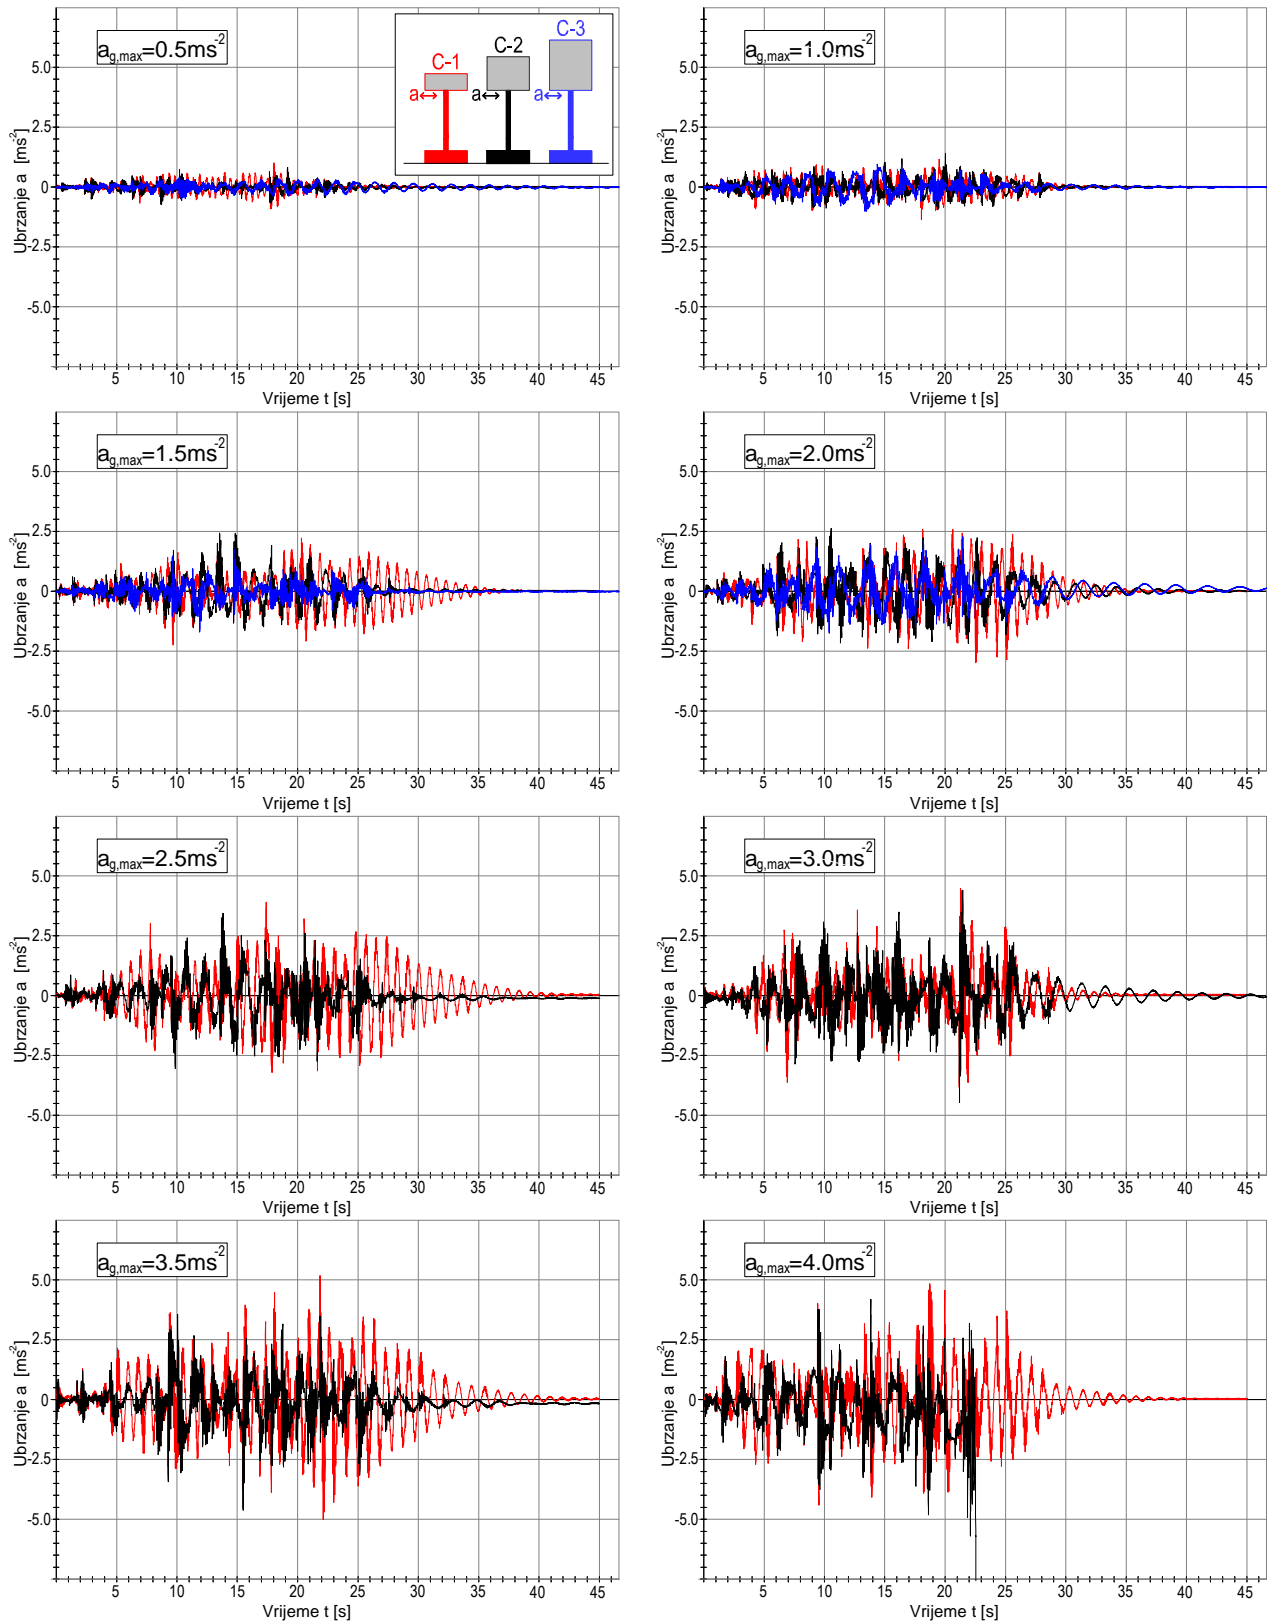 a_g,max=0.5ms^-2
C-1 C-2 C-3
a a a
Ubrzanje a [ms^-2]
5.0
2.5
0
-2.5
-5.0
5 10 15 20 25 30 35 40 45
Vrijeme t [s]
a_g,max=1.0ms^-2
Ubrzanje a [ms^-2]
5.0
2.5
0
-2.5
-5.0
5 10 15 20 25 30 35 40 45
Vrijeme t [s]
a_g,max=1.5ms^-2
Ubrzanje a [ms^-2]
5.0
2.5
0
-2.5
-5.0
5 10 15 20 25 30 35 40 45
Vrijeme t [s]
a_g,max=2.0ms^-2
Ubrzanje a [ms^-2]
5.0
2.5
0
-2.5
-5.0
5 10 15 20 25 30 35 40 45
Vrijeme t [s]
a_g,max=2.5ms^-2
Ubrzanje a [ms^-2]
5.0
2.5
0
-2.5
-5.0
5 10 15 20 25 30 35 40 45
Vrijeme t [s]
a_g,max=3.0ms^-2
Ubrzanje a [ms^-2]
5.0
2.5
0
-2.5
-5.0
5 10 15 20 25 30 35 40 45
Vrijeme t [s]
a_g,max=3.5ms^-2
Ubrzanje a [ms^-2]
5.0
2.5
0
-2.5
-5.0
5 10 15 20 25 30 35 40 45
Vrijeme t [s]
a_g,max=4.0ms^-2
Ubrzanje a [ms^-2]
5.0
2.5
0
-2.5
-5.0
5 10 15 20 25 30 35 40 45
Vrijeme t [s]